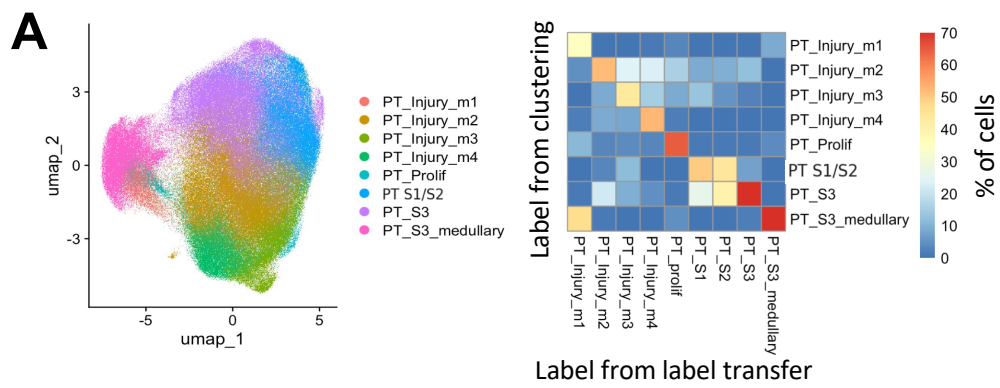 A
umap_2
3
0
-3
-5
0
5
umap_1
PT_Injury_m1
PT_Injury_m2
PT_Injury_m3
PT_Injury_m4
PT_Prolif
PT S1/S2
PT_S3
PT_S3_medullary
Label from clustering
PT_Injury_m1
PT_Injury_m2
PT_Injury_m3
PT_Injury_m4
PT_Prolif
PT S1/S2
PT_S3
PT_S3_medullary
PT_Injury_m1
PT_Injury_m2
PT_Injury_m3
PT_Injury_m4
PT_prolif
PT_S1
PT_S2
PT_S3
PT_S3_medullary
Label from label transfer
70
60
50
40
30
20
10
0
% of cells